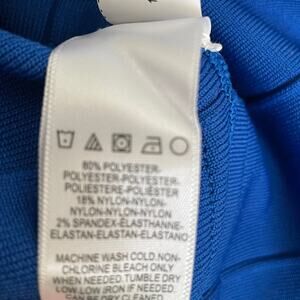 80% POLYESTER-
POLYESTER-POLYESTER-
POLIESTERE-POLIÉSTER
18% NYLON-NYLON-
NYLON-NYLON-NYLON
2% SPANDEX-ÉLASTHANNE-
ELASTAN-ELASTAN-ELASTANO
MACHINE WASH COLD.NON-
CHLORINE BLEACH ONLY
WHEN NEEDED.TUMBLE DRY
LOW.LOW IRON IF NEEDED.